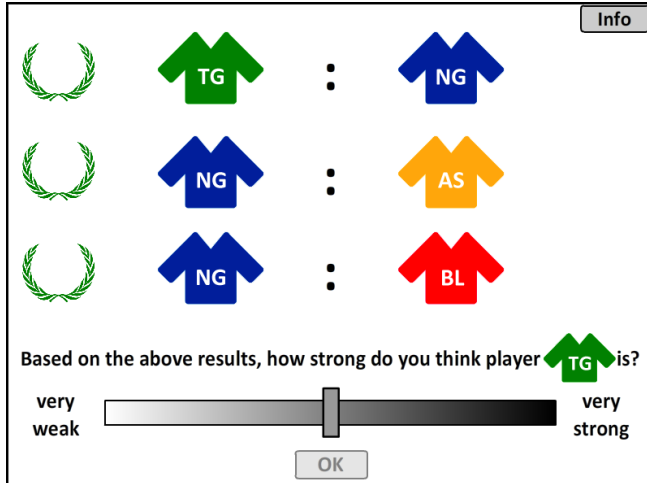 Info
TG : NG
NG : AS
NG : BL
Based on the above results, how strong do you think player TG is?
very weak
very strong
OK